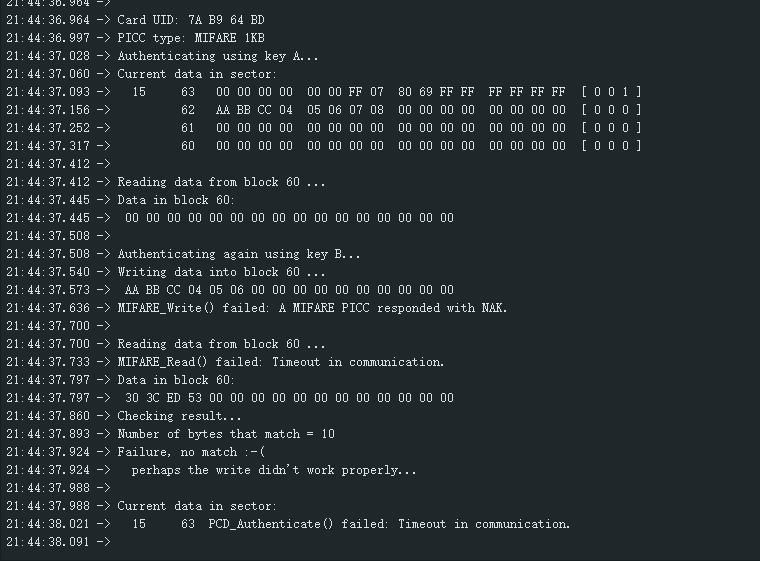 21:44:36.964 ->
21:44:36.964 -> Card UID: 7A B9 64 BD
21:44:36.997 -> PICC type: MIFARE 1KB
21:44:37.028 -> Authenticating using key A...
21:44:37.060 -> Current data in sector:
21:44:37.093 -> 15 63 00 00 00 00 00 00 FF 07 80 69 FF FF FF FF FF FF [ 0 0 1 ]
21:44:37.156 -> 62 AA BB CC 04 05 06 07 08 00 00 00 00 00 00 00 00 [ 0 0 0 ]
21:44:37.252 -> 61 00 00 00 00 00 00 00 00 00 00 00 00 00 00 00 00 [ 0 0 0 ]
21:44:37.317 -> 60 00 00 00 00 00 00 00 00 00 00 00 00 00 00 00 00 [ 0 0 0 ]
21:44:37.412 ->
21:44:37.412 -> Reading data from block 60 ...
21:44:37.445 -> Data in block 60:
21:44:37.445 -> 00 00 00 00 00 00 00 00 00 00 00 00 00 00 00 00
21:44:37.508 ->
21:44:37.508 -> Authenticating again using key B...
21:44:37.540 -> Writing data into block 60 ...
21:44:37.573 -> AA BB CC 04 05 06 00 00 00 00 00 00 00 00 00 00
21:44:37.636 -> MIFARE_Write() failed: A MIFARE PICC responded with NAK.
21:44:37.700 ->
21:44:37.700 -> Reading data from block 60 ...
21:44:37.733 -> MIFARE_Read() failed: Timeout in communication.
21:44:37.797 -> Data in block 60:
21:44:37.797 -> 30 3C ED 53 00 00 00 00 00 00 00 00 00 00 00 00
21:44:37.860 -> Checking result...
21:44:37.893 -> Number of bytes that match = 10
21:44:37.924 -> Failure, no match :-(
21:44:37.924 -> perhaps the write didn't work properly...
21:44:37.988 ->
21:44:37.988 -> Current data in sector:
21:44:38.021 -> 15 63 PCD_Authenticate() failed: Timeout in communication.
21:44:38.091 ->